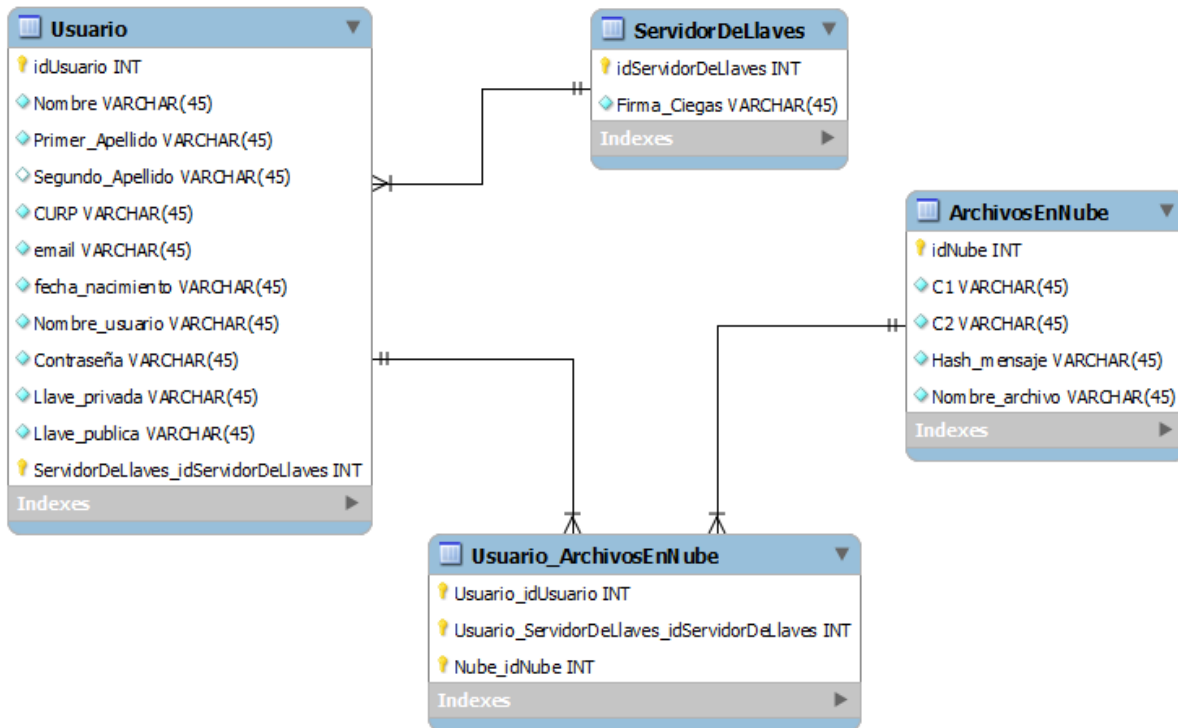 Usuario
idUsuario INT
Nombre VARCHAR(45)
Primer_Apellido VARCHAR(45)
Segundo_Apellido VARCHAR(45)
CURP VARCHAR(45)
email VARCHAR(45)
fecha_nacimiento VARCHAR(45)
Nombre_usuario VARCHAR(45)
Contraseña VARCHAR(45)
Llave_privada VARCHAR(45)
Llave_publica VARCHAR(45)
ServidorDeLlaves_idServidorDeLlaves INT
Indexes
ServidorDeLlaves
idServidorDeLlaves INT
Firma_Ciegas VARCHAR(45)
Indexes
ArchivosEnNube
idNube INT
C1 VARCHAR(45)
C2 VARCHAR(45)
Hash_mensaje VARCHAR(45)
Nombre_archivo VARCHAR(45)
Indexes
Usuario_ArchivosEnNube
Usuario_idUsuario INT
Usuario_ServidorDeLlaves_idServidorDeLlaves INT
Nube_idNube INT
Indexes